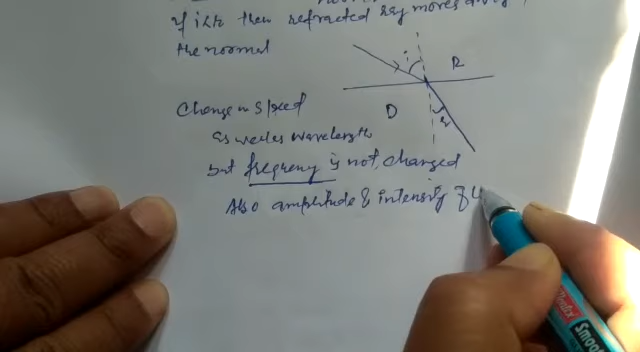 If i<r then refracted ray moves away
the normal
i
R
Change in Speed
D
r
as well as wavelength
but frequency is not changed
Also amplitude & intensity of
Smoo